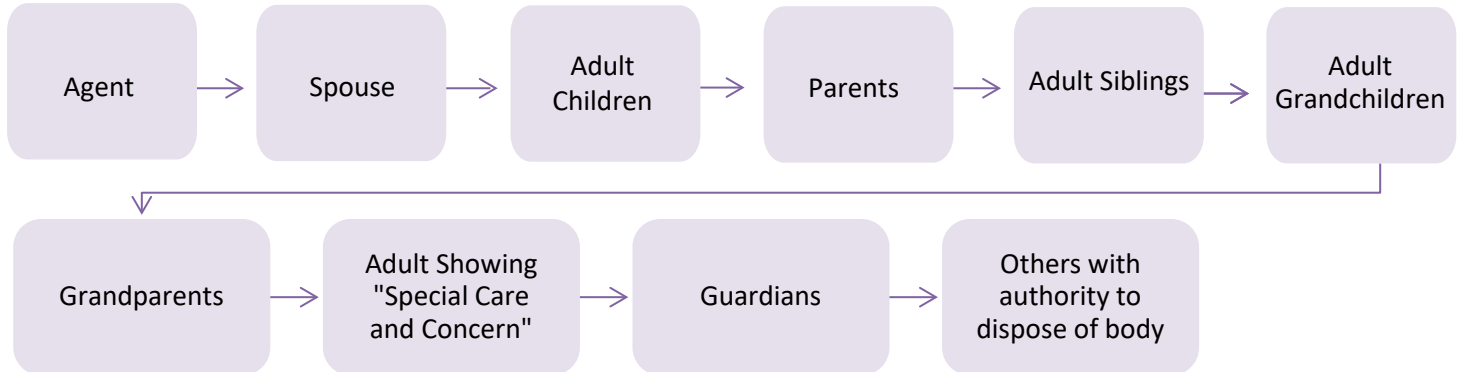 Agent
Spouse
Adult
Children
Parents
Adult Siblings
Adult
Grandchildren
Grandparents
Adult Showing
"Special Care
and Concern"
Guardians
Others with
authority to
dispose of body